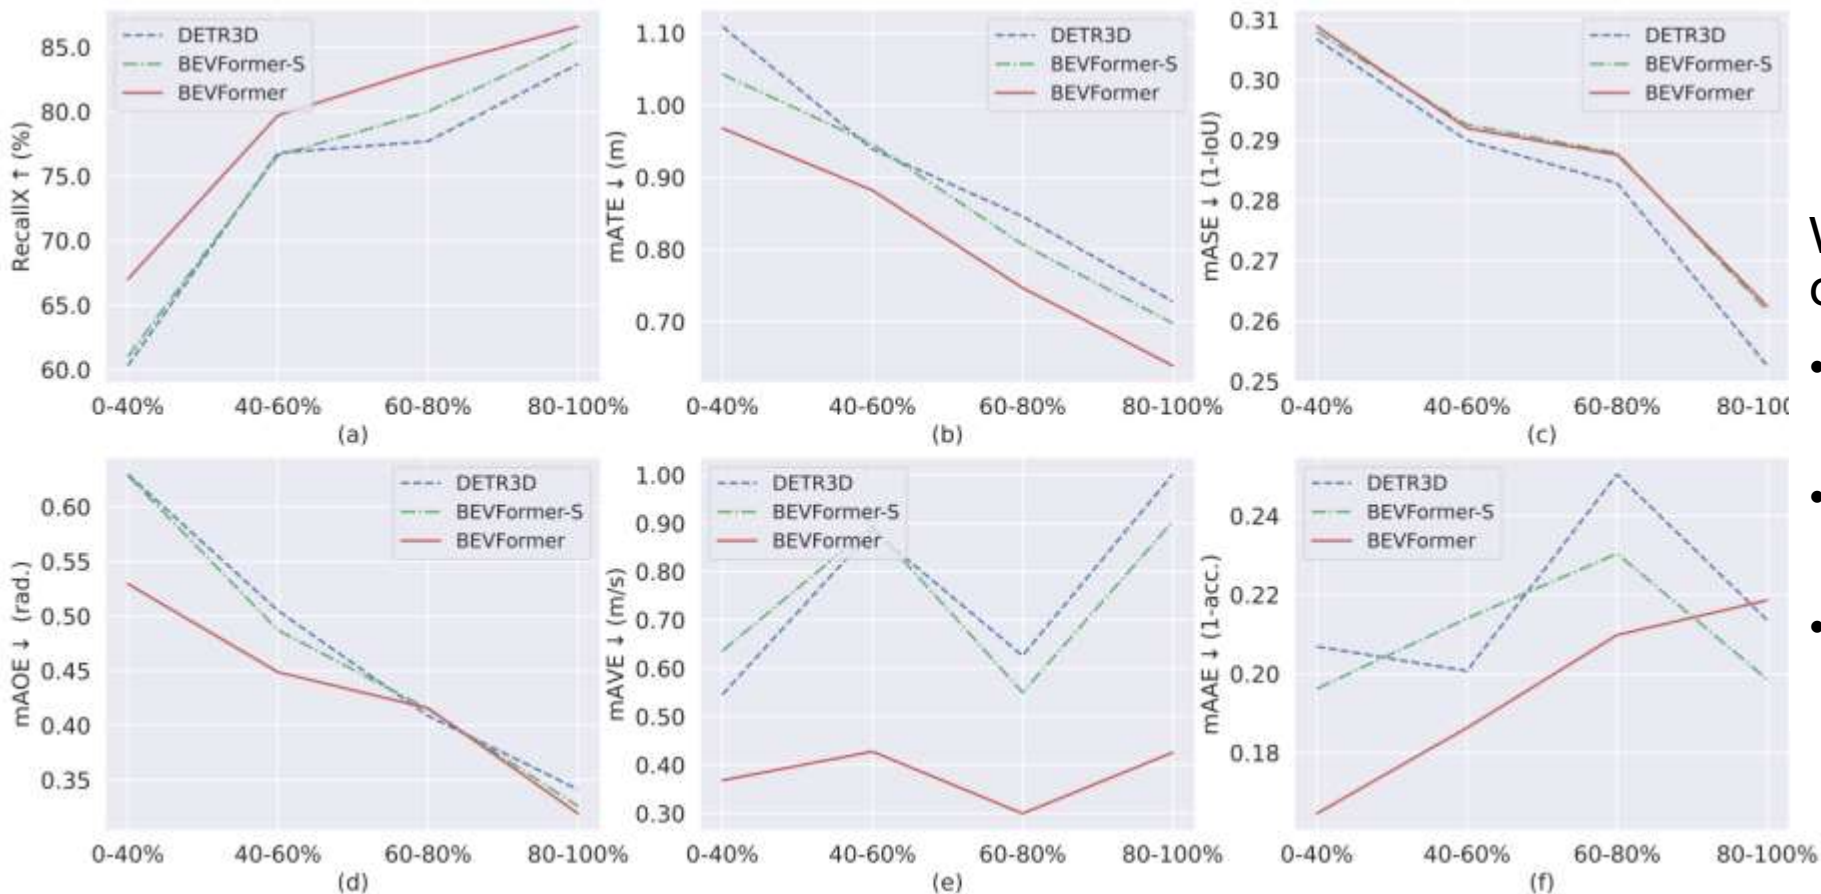 RecallX ↑ (%)
85.0
80.0
75.0
70.0
65.0
60.0
DETR3D
BEVFormer-S
BEVFormer
0-40% 40-60% 60-80% 80-100%
(a)
mATE ↓ (m)
1.10
1.00
0.90
0.80
0.70
DETR3D
BEVFormer-S
BEVFormer
0-40% 40-60% 60-80% 80-100%
(b)
mASE ↓ (1-IoU)
0.31
0.30
0.29
0.28
0.27
0.26
0.25
DETR3D
BEVFormer-S
BEVFormer
0-40% 40-60% 60-80% 80-100
(c)
mAOE ↓ (rad.)
0.60
0.55
0.50
0.45
0.40
0.35
DETR3D
BEVFormer-S
BEVFormer
0-40% 40-60% 60-80% 80-100%
(d)
mAVE ↓ (m/s)
1.00
0.90
0.80
0.70
0.60
0.50
0.40
0.30
DETR3D
BEVFormer-S
BEVFormer
0-40% 40-60% 60-80% 80-100%
(e)
mAAE ↓ (1-acc.)
0.24
0.22
0.20
0.18
DETR3D
BEVFormer-S
BEVFormer
0-40% 40-60% 60-80% 80-100%
(f)
•
•
•